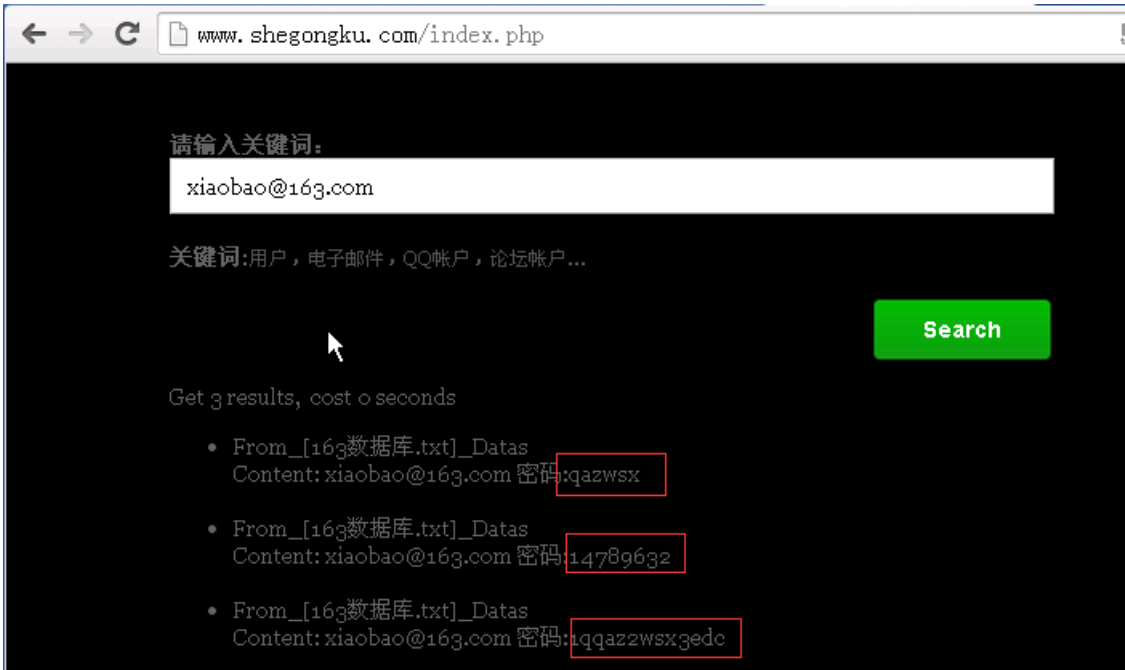 www.shegongku.com/index.php
请输入关键词：
xiaobao@163.com
关键词:用户，电子邮件，QQ帐户，论坛帐户...
Search
Get 3 results, cost 0 seconds
From_[163数据库.txt]_Datas
Content: xiaobao@163.com 密码:qazwsx
From_[163数据库.txt]_Datas
Content: xiaobao@163.com 密码:14789632
From_[163数据库.txt]_Datas
Content: xiaobao@163.com 密码:1qqaz2wsx3edc